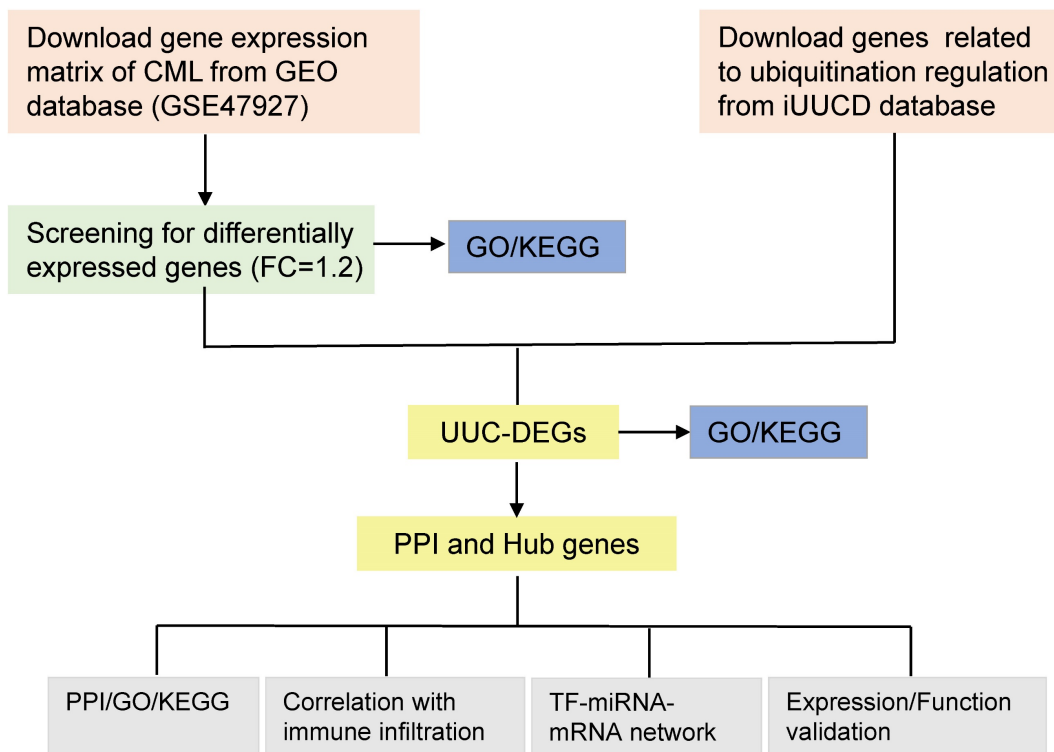 Download gene expression
matrix of CML from GEO
database (GSE47927)
Download genes related
to ubiquitination regulation
from iUUCD database
Screening for differentially
expressed genes (FC=1.2)
GO/KEGG
UUC-DEGs
GO/KEGG
PPI and Hub genes
PPI/GO/KEGG
Correlation with
immune infiltration
TF-miRNA-
mRNA network
Expression/Function
validation